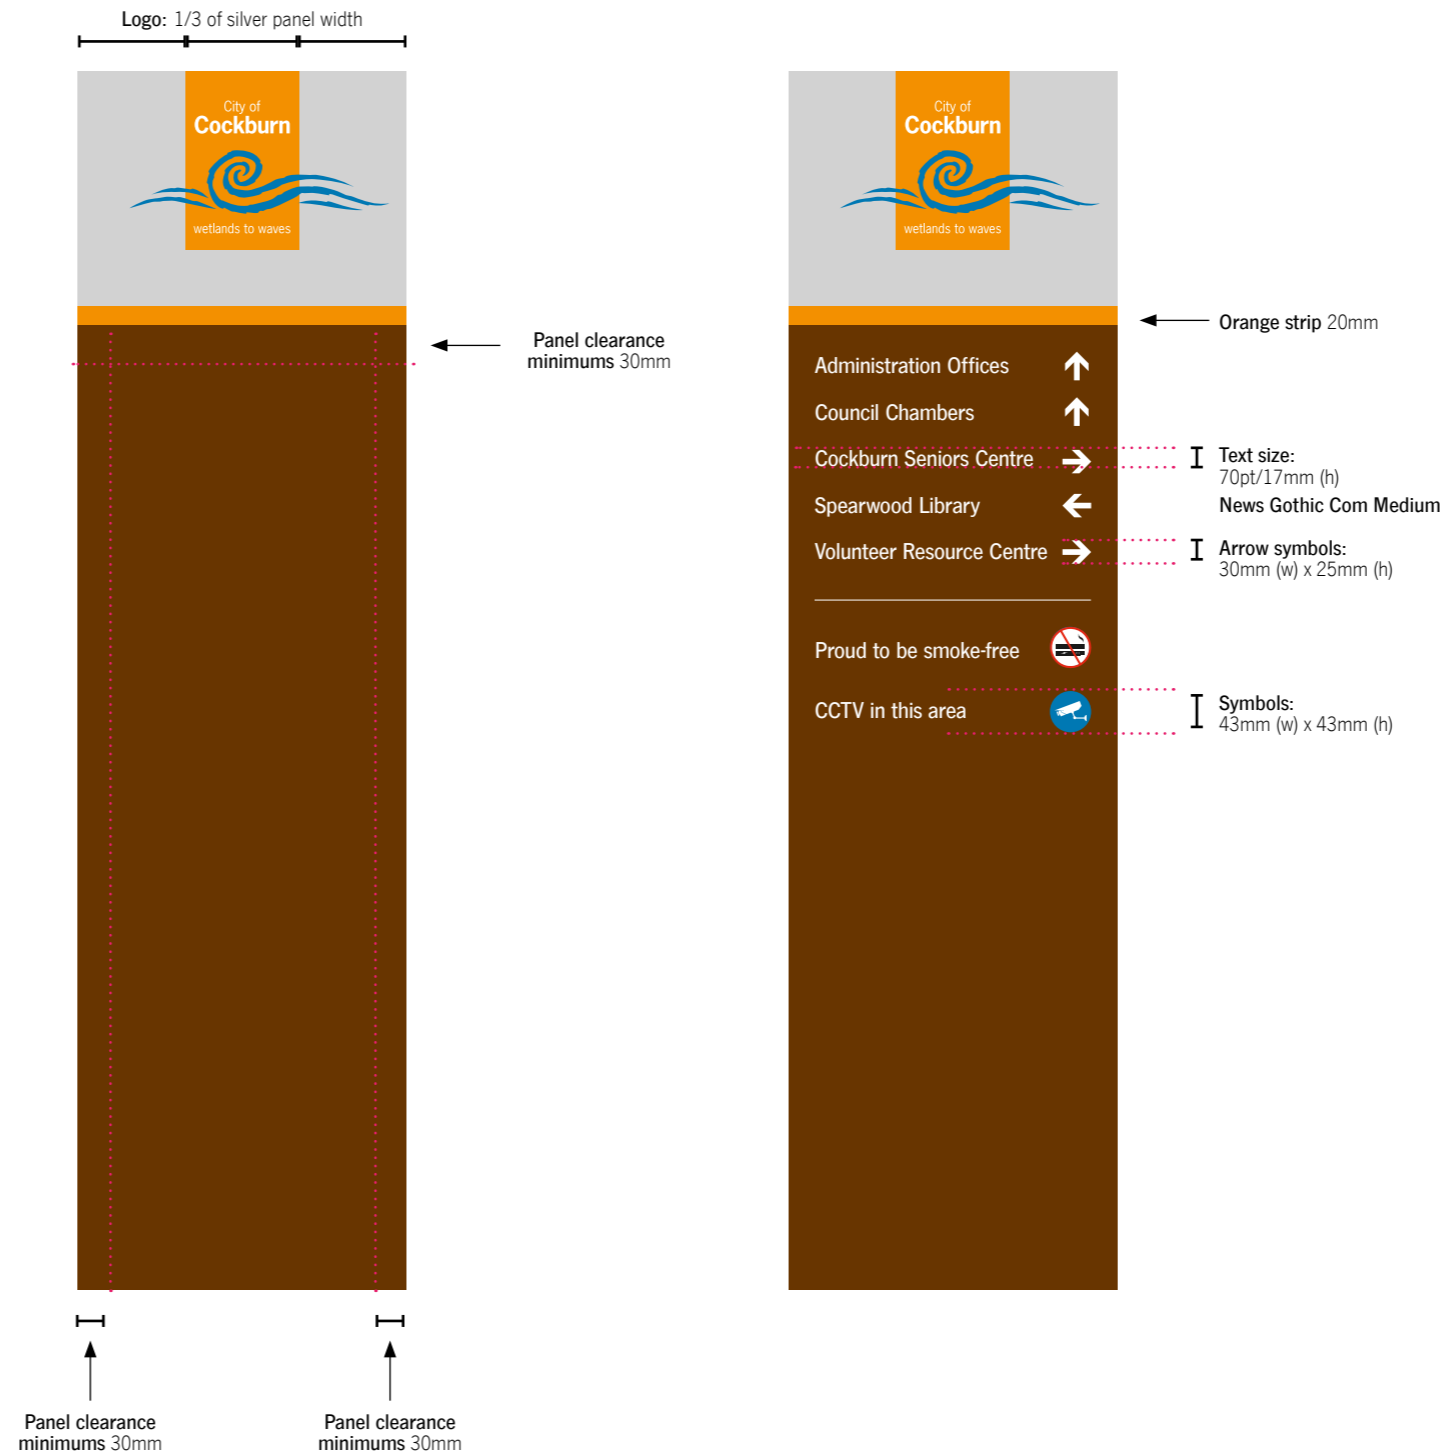 Logo: 1/3 of silver panel width
City of
Cockburn
wetlands to waves
Panel clearance
minimums 30mm
Panel clearance
minimums 30mm
Panel clearance
minimums 30mm
City of
Cockburn
wetlands to waves
Orange strip 20mm
Administration Offices
Council Chambers
Cockburn Seniors Centre
Spearwood Library
Volunteer Resource Centre
Proud to be smoke-free
CCTV in this area
Text size:
70pt/17mm (h)
News Gothic Com Medium
Arrow symbols:
30mm (w) x 25mm (h)
Symbols:
43mm (w) x 43mm (h)